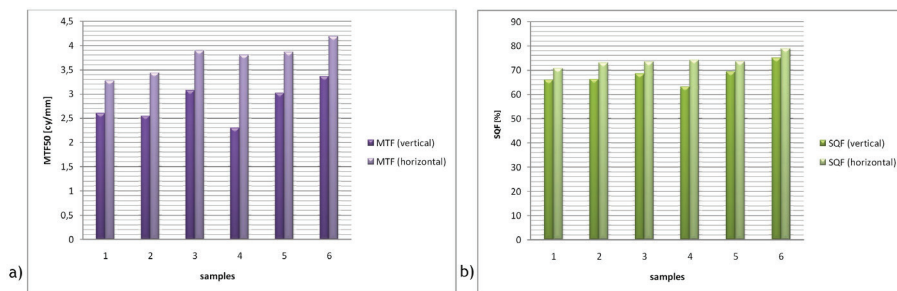 a)
MTF50 [cy/mm]
4,5
4
3,5
3
2,5
2
1,5
1
0,5
0
1 2 3 4 5 6
samples
MTF (vertical)
MTF (horizontal)
b)
SQF [%]
90
80
70
60
50
40
30
20
10
0
1 2 3 4 5 6
samples
SQF (vertical)
SQF (horizontal)